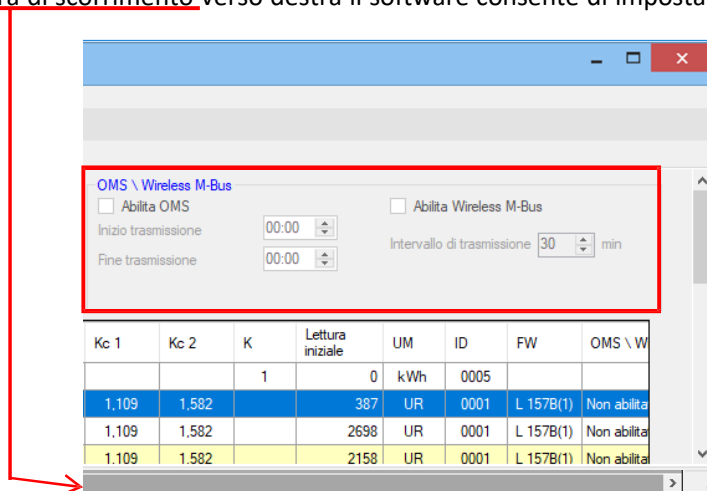 ra di scorrimento verso destra il software consente di imposta
OMS \ Wireless M-Bus
Abilita OMS
Abilita Wireless M-Bus
Inizio trasmissione 00:00
Intervallo di trasmissione 30 min
Fine trasmissione 00:00
Kc 1 Kc 2 K Lettura iniziale UM ID FW OMS \ W
1 0 kWh 0005
1,109 1,582 387 UR 0001 L 157B(1) Non abilita
1,109 1,582 2698 UR 0001 L 157B(1) Non abilita
1,109 1,582 2158 UR 0001 L 157B(1) Non abilita